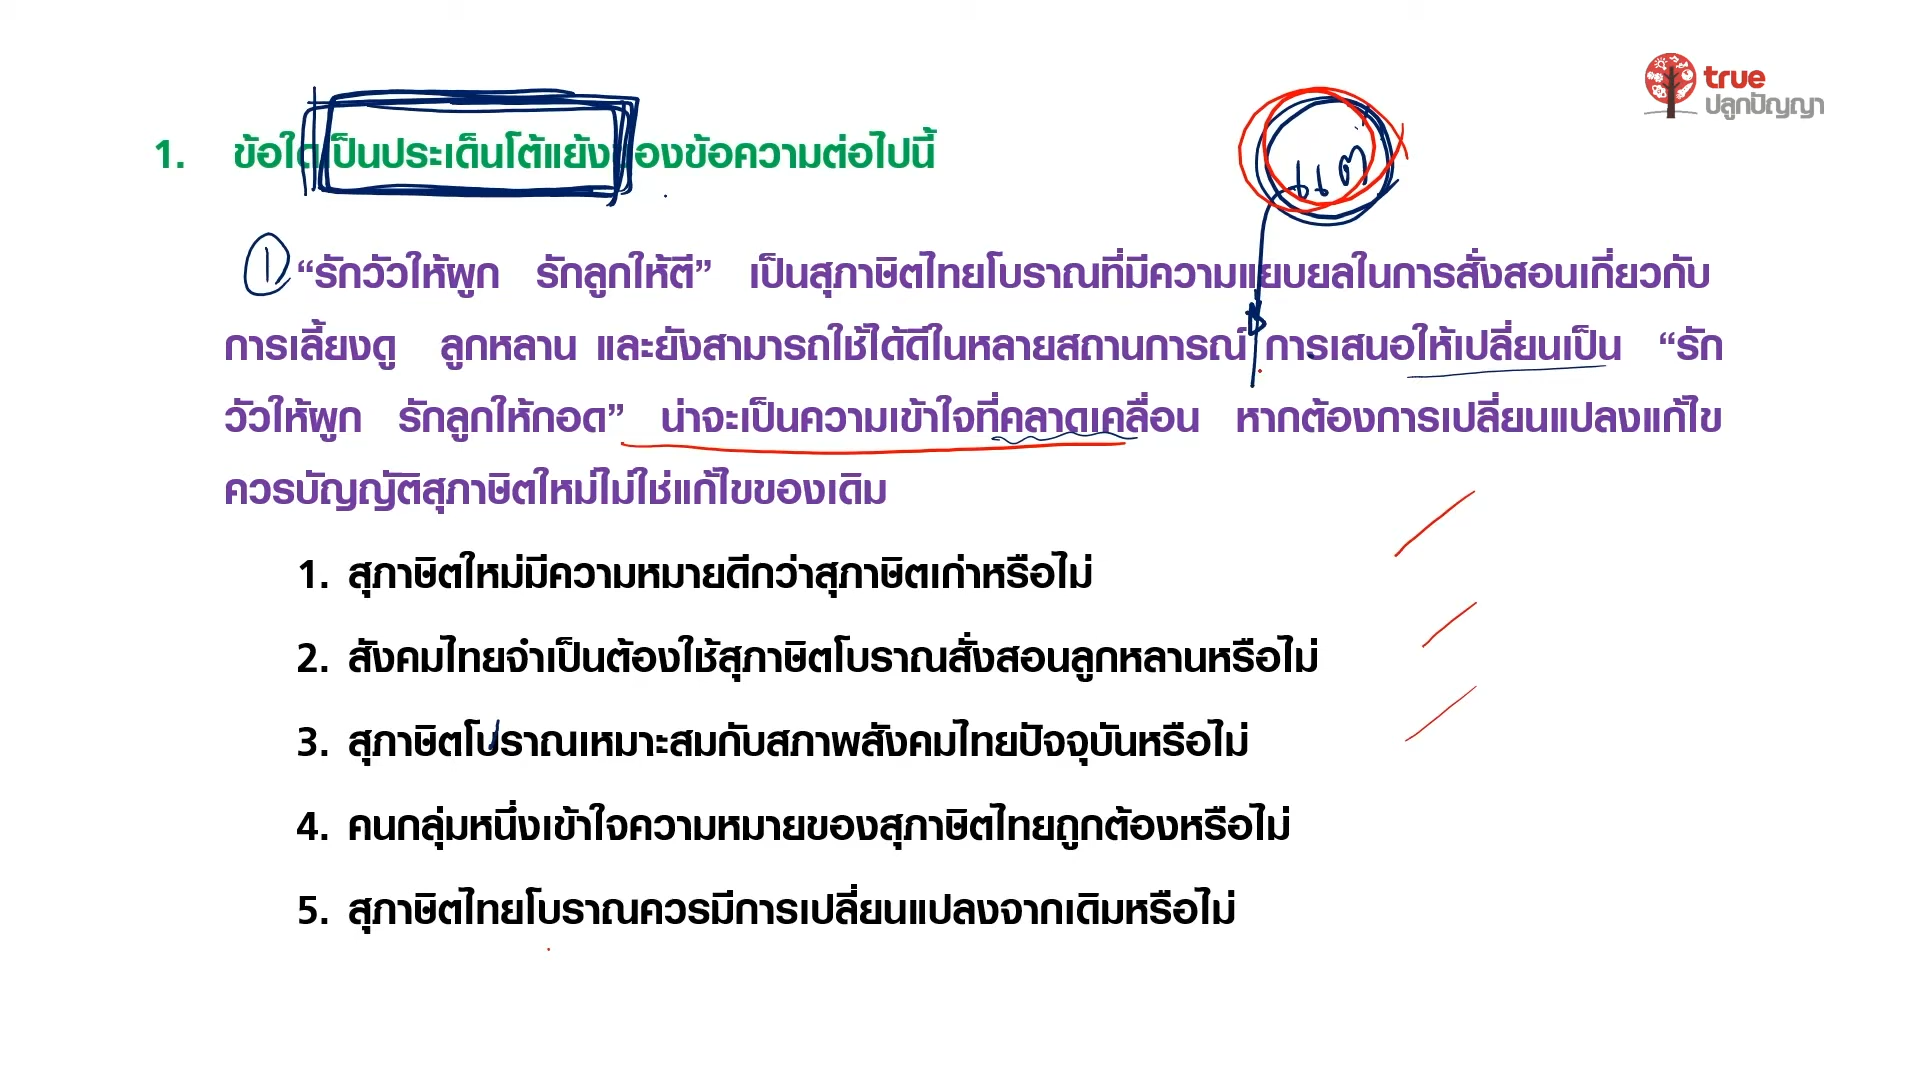 true
ปลูกปัญญา
แต่
1. ข้อใดเป็นประเด็นโต้แย้งของข้อความต่อไปนี้
1 “รักวัวให้ผูก รักลูกให้ตี” เป็นสุภาษิตไทยโบราณที่มีความแยบยลในการสั่งสอนเกี่ยวกับ
การเลี้ยงดู ลูกหลาน และยังสามารถใช้ได้ดีในหลายสถานการณ์ การเสนอให้เปลี่ยนเป็น “รัก
วัวให้ผูก รักลูกให้กอด” น่าจะเป็นความเข้าใจที่คลาดเคลื่อน หากต้องการเปลี่ยนแปลงแก้ไข
ควรบัญญัติสุภาษิตใหม่ไม่ใช่แก้ไขของเดิม
1. สุภาษิตใหม่มีความหมายดีกว่าสุภาษิตเก่าหรือไม่
2. สังคมไทยจำเป็นต้องใช้สุภาษิตโบราณสั่งสอนลูกหลานหรือไม่
3. สุภาษิตโบราณเหมาะสมกับสภาพสังคมไทยปัจจุบันหรือไม่
4. คนกลุ่มหนึ่งเข้าใจความหมายของสุภาษิตไทยถูกต้องหรือไม่
5. สุภาษิตไทยโบราณควรมีการเปลี่ยนแปลงจากเดิมหรือไม่